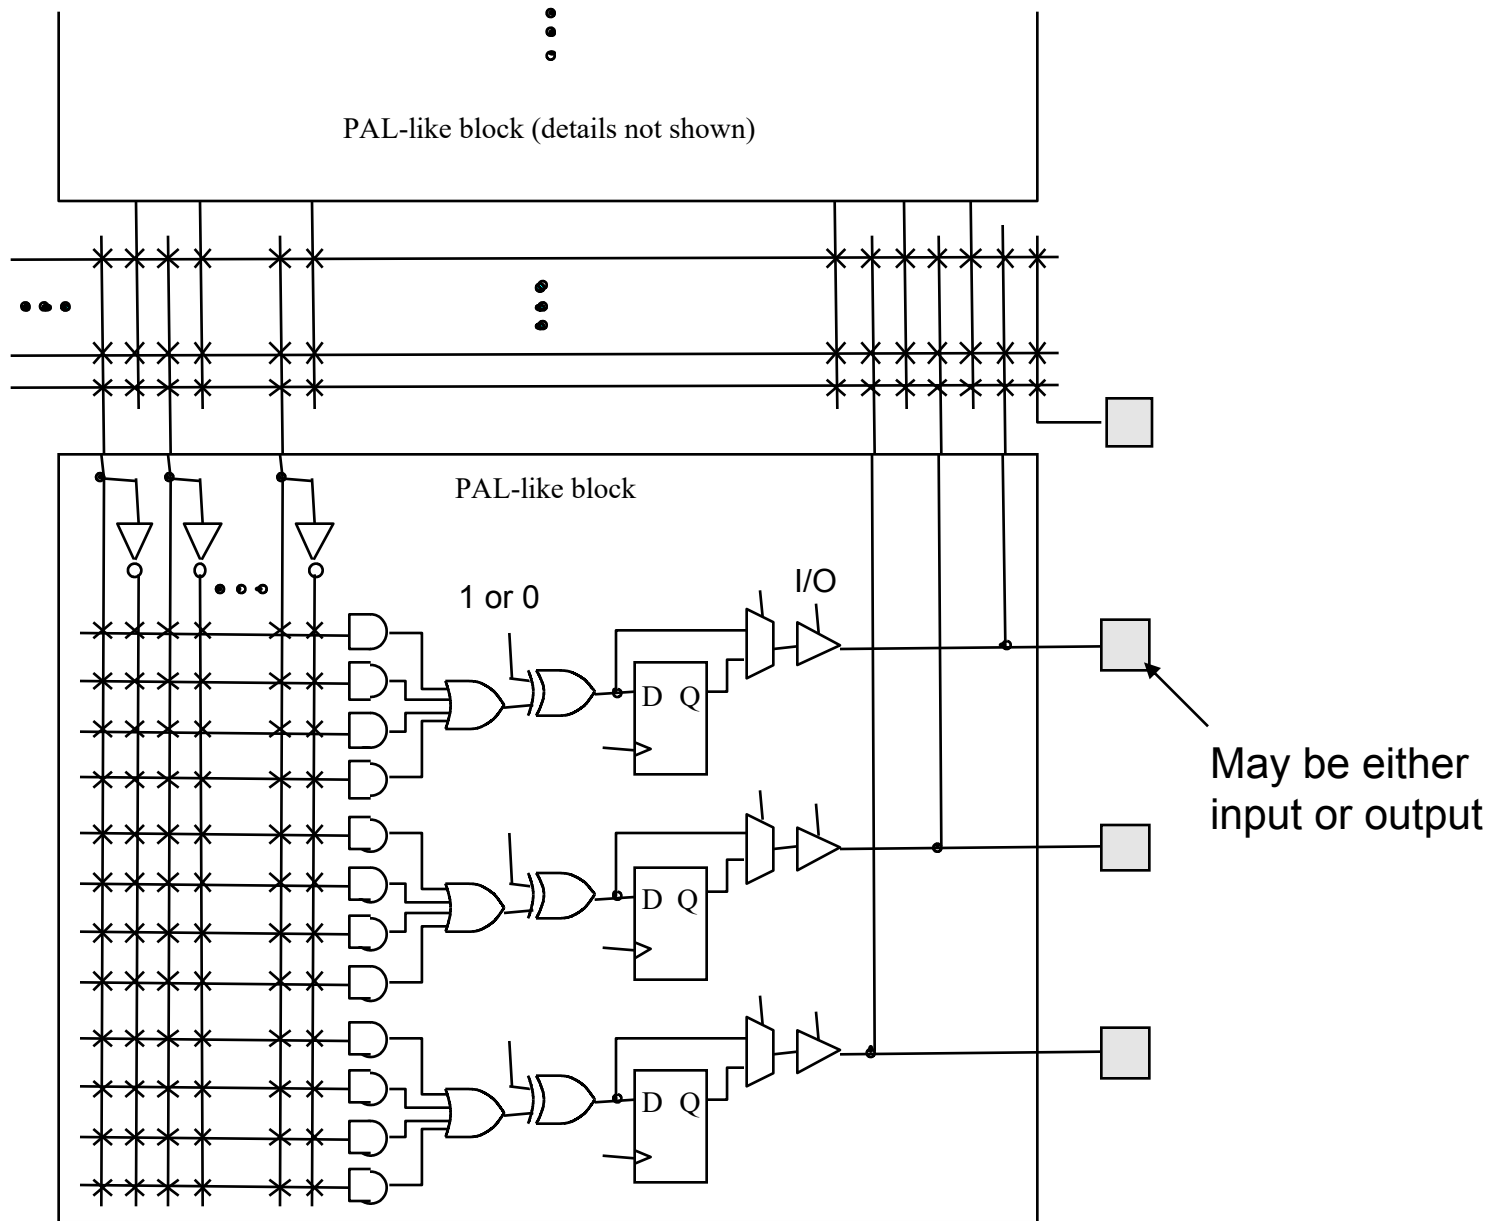 PAL-like block (details not shown)
PAL-like block
1 or 0
I/O
D Q
May be either
input or output
D Q
D Q